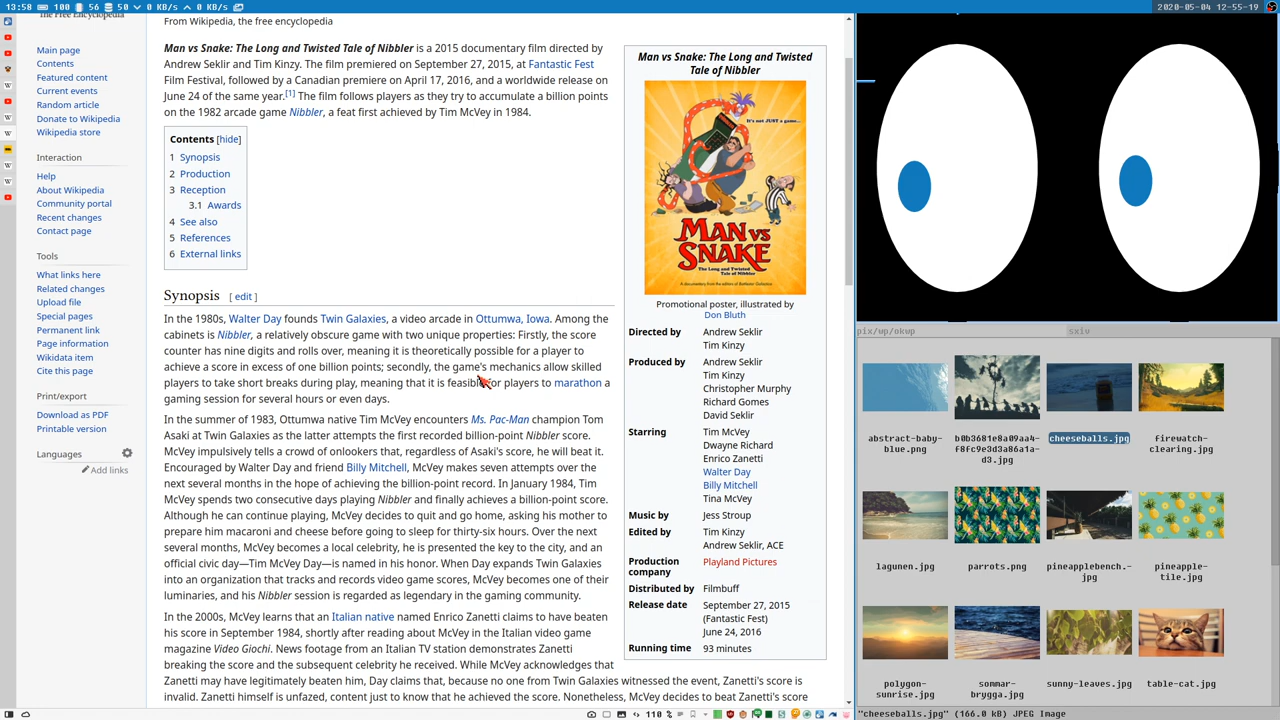 13:58 100 56 50 0 KB/s 0 KB/s
2020-05-04 12:55-19
The Free Encyclopedia
Main page
Contents
Featured content
Current events
Random article
Donate to Wikipedia
Wikipedia store
Interaction
Help
About Wikipedia
Community portal
Recent changes
Contact page
Tools
What links here
Related changes
Upload file
Special pages
Permanent link
Page information
Wikidata item
Cite this page
Print/export
Download as PDF
Printable version
Languages
Add links
From Wikipedia, the free encyclopedia
Man vs Snake: The Long and Twisted Tale of Nibbler is a 2015 documentary film directed by
Andrew Seklir and Tim Kinzy. The film premiered on September 27, 2015, at Fantastic Fest
Film Festival, followed by a Canadian premiere on April 17, 2016, and a worldwide release on
June 24 of the same year.[1] The film follows players as they try to accumulate a billion points
on the 1982 arcade game Nibbler, a feat first achieved by Tim McVey in 1984.
Contents [hide]
1 Synopsis
2 Production
3 Reception
3.1 Awards
4 See also
5 References
6 External links
Synopsis [ edit ]
In the 1980s, Walter Day founds Twin Galaxies, a video arcade in Ottumwa, Iowa. Among the
cabinets is Nibbler, a relatively obscure game with two unique properties: Firstly, the score
counter has nine digits and rolls over, meaning it is theoretically possible for a player to
achieve a score in excess of one billion points; secondly, the game's mechanics allow skilled
players to take short breaks during play, meaning that it is feasible for players to marathon a
gaming session for several hours or even days.
In the summer of 1983, Ottumwa native Tim McVey encounters Ms. Pac-Man champion Tom
Asaki at Twin Galaxies as the latter attempts the first recorded billion-point Nibbler score.
McVey impulsively tells a crowd of onlookers that, regardless of Asaki's score, he will beat it.
Encouraged by Walter Day and friend Billy Mitchell, McVey makes seven attempts over the
next several months in the hope of achieving the billion-point record. In January 1984, Tim
McVey spends two consecutive days playing Nibbler and finally achieves a billion-point score.
Although he can continue playing, McVey decides to quit and go home, asking his mother to
prepare him macaroni and cheese before going to sleep for thirty-six hours. Over the next
several months, McVey becomes a local celebrity, he is presented the key to the city, and an
official civic day—Tim McVey Day—is named in his honor. When Day expands Twin Galaxies
into an organization that tracks and records video game scores, McVey becomes one of their
luminaries, and his Nibbler session is regarded as legendary in the gaming community.
In the 2000s, McVey learns that an Italian native named Enrico Zanetti claims to have beaten
his score in September 1984, shortly after reading about McVey in the Italian video game
magazine Video Giochi. News footage from an Italian TV station demonstrates Zanetti
breaking the score and the subsequent celebrity he received. While McVey acknowledges that
Zanetti may have legitimately beaten him, Day claims that, because no one from Twin Galaxies witnessed the event, Zanetti's score is
invalid. Zanetti himself is unfazed, content just to know that he achieved the score. Nonetheless, McVey decides to beat Zanetti's score
Man vs Snake: The Long and Twisted
Tale of Nibbler
It's not JUST a game...
MAN VS
SNAKE
The Long and Twisted
Tale of Nibbler
Promotional poster, illustrated by
Don Bluth
Directed by Andrew Seklir
Tim Kinzy
Produced by Andrew Seklir
Tim Kinzy
Christopher Murphy
Richard Gomes
David Seklir
Starring Tim McVey
Dwayne Richard
Enrico Zanetti
Walter Day
Billy Mitchell
Tina McVey
Music by Jess Stroup
Edited by Tim Kinzy
Andrew Seklir, ACE
Production
company Playland Pictures
Distributed by Filmbuff
Release date September 27, 2015
(Fantastic Fest)
June 24, 2016
Running time 93 minutes
110 %
pix/up/okwp sxiv
abstract-baby-
blue.png
b0b3681e8a09aa4-
f8fc9e3d3a86a1a-
d3.jpg
cheeseballs.jpg
firewatch-
clearing.jpg
lagunen.jpg
parrots.png
pineapplebench.-
jpg
pineapple-
tile.jpg
polygon-
sunrise.jpg
sommar-
brygga.jpg
sunny-leaves.jpg
table-cat.jpg
"cheeseballs.jpg" (166.0 kB) JPEG Image